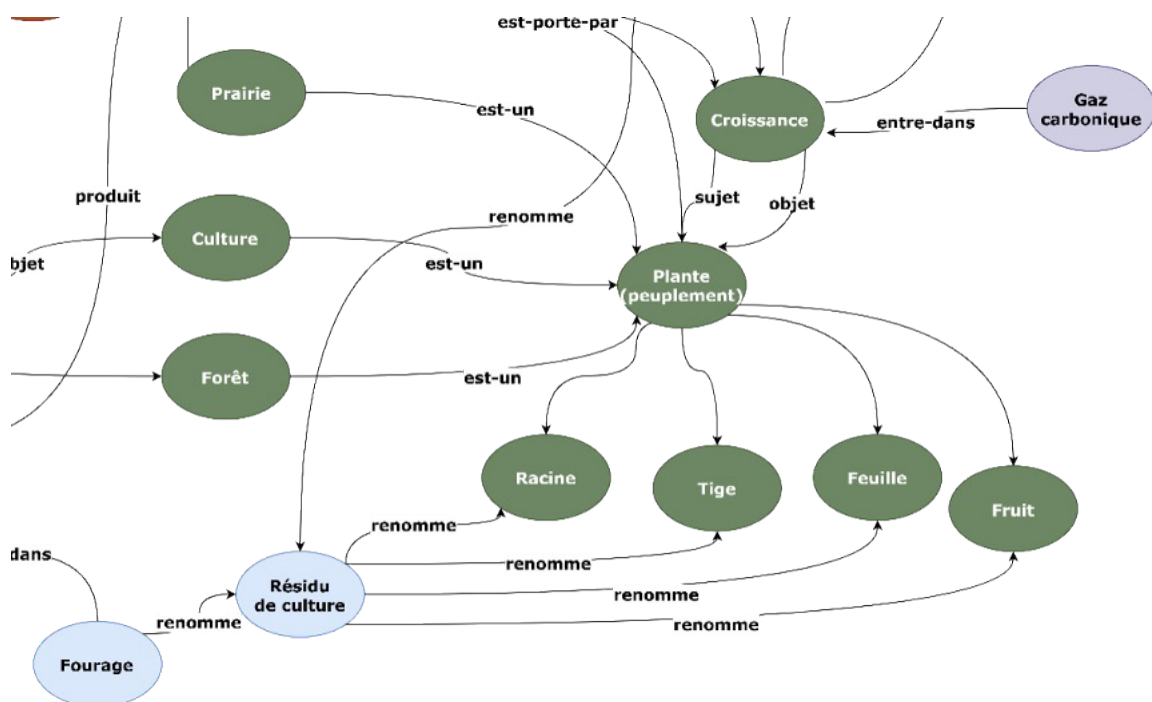 est-porte-par
Prairie
est-un
Croissance
Gaz
carbonique
entre-dans
produit
sujet
objet
renomme
Culture
bjet
est-un
Plante
(peuplement)
Forêt
est-un
Racine
Tige
Feuille
Fruit
renomme
dans
renomme
Résidu
de culture
renomme
renomme
renomme
Fourage